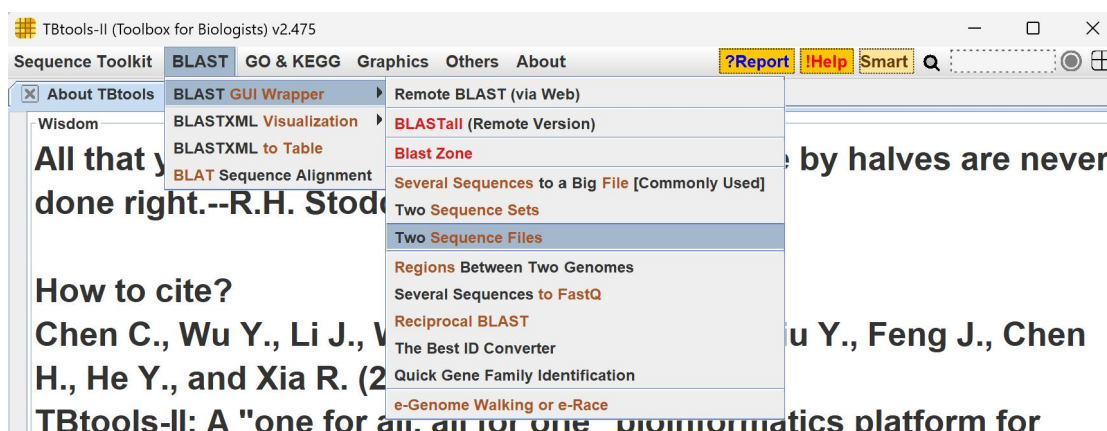 TBtools-II (Toolbox for Biologists) v2.475
Sequence Toolkit BLAST GO & KEGG Graphics Others About ?Report !Help Smart
About TBtools
BLAST GUI Wrapper
BLASTXML Visualization
BLASTXML to Table
BLAT Sequence Alignment
Remote BLAST (via Web)
BLASTall (Remote Version)
Blast Zone
Several Sequences to a Big File [Commonly Used]
Two Sequence Sets
Two Sequence Files
Regions Between Two Genomes
Several Sequences to FastQ
Reciprocal BLAST
The Best ID Converter
Quick Gene Family Identification
e-Genome Walking or e-Race
Wisdom
All that by halves are never
done right.--R.H.
How to cite?
Chen C., Wu Y., Li J., Y., Feng J., Chen
H., He Y., and Xia R.
TBtools-II: A "one for all, all for one" bioinformatics platform for